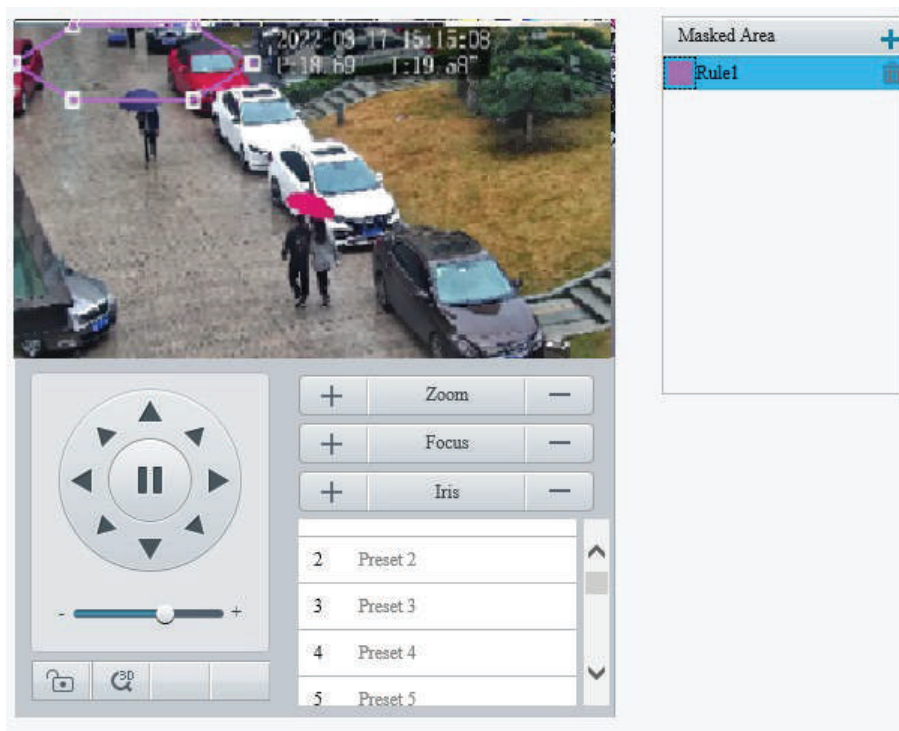 2022-09-17 15:15:08
Masked Area
Rule1
Zoom
Focus
Iris
2 Preset 2
3 Preset 3
4 Preset 4
5 Preset 5
3D